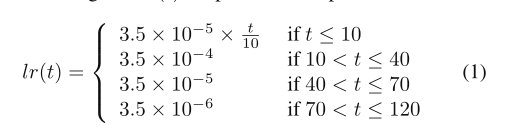 lr(t) = { 3.5 × 10^{-5} × \frac{t}{10} if t ≤ 10
3.5 × 10^{-4} if 10 < t ≤ 40
3.5 × 10^{-5} if 40 < t ≤ 70
3.5 × 10^{-6} if 70 < t ≤ 120
(1)